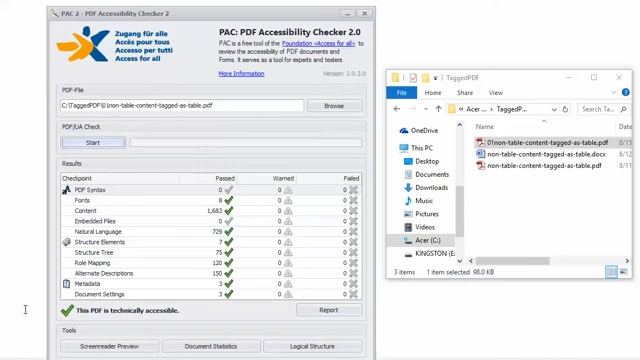 PAC 2 - PDF Accessibility Checker 2
Zugang für alle
Accès pour tous
Accesso per tutti
Access for all
PAC: PDF Accessibility Checker 2.0
PAC is a free tool of the Foundation «Access for all» to
review the accessibility of PDF documents and
Forms. It serves as a tool for experts and testers.
More Information
Version: 2.0.3.0
PDF-File
C:\TaggedPDF\01non-table-content-tagged-as-table.pdf
Browse
PDF/UA Check
Start
Results
Checkpoint Passed Warned Failed
PDF Syntax 0 0 0
Fonts 8 0 0
Content 1,683 0 0
Embedded Files 0 0 0
Natural Language 729 0 0
Structure Elements 7 0 0
Structure Tree 75 0 0
Role Mapping 120 0 0
Alternate Descriptions 150 0 0
Metadata 3 0 0
Document Settings 3 0 0
This PDF is technically accessible.
Report
Tools
Screenreader Preview
Document Statistics
Logical Structure
TaggedPDF
File Home Share View
Acer ... TaggedP...
Search Ta...
Name
OneDrive
This PC
Desktop
Documents
Downloads
Music
Pictures
Videos
Acer (C:)
KINGSTON (E:)
01non-table-content-tagged-as-table.pdf 8/15
non-table-content-tagged-as-table.docx 8/12
non-table-content-tagged-as-table.pdf 8/15
3 items 1 item selected 98.0 KB